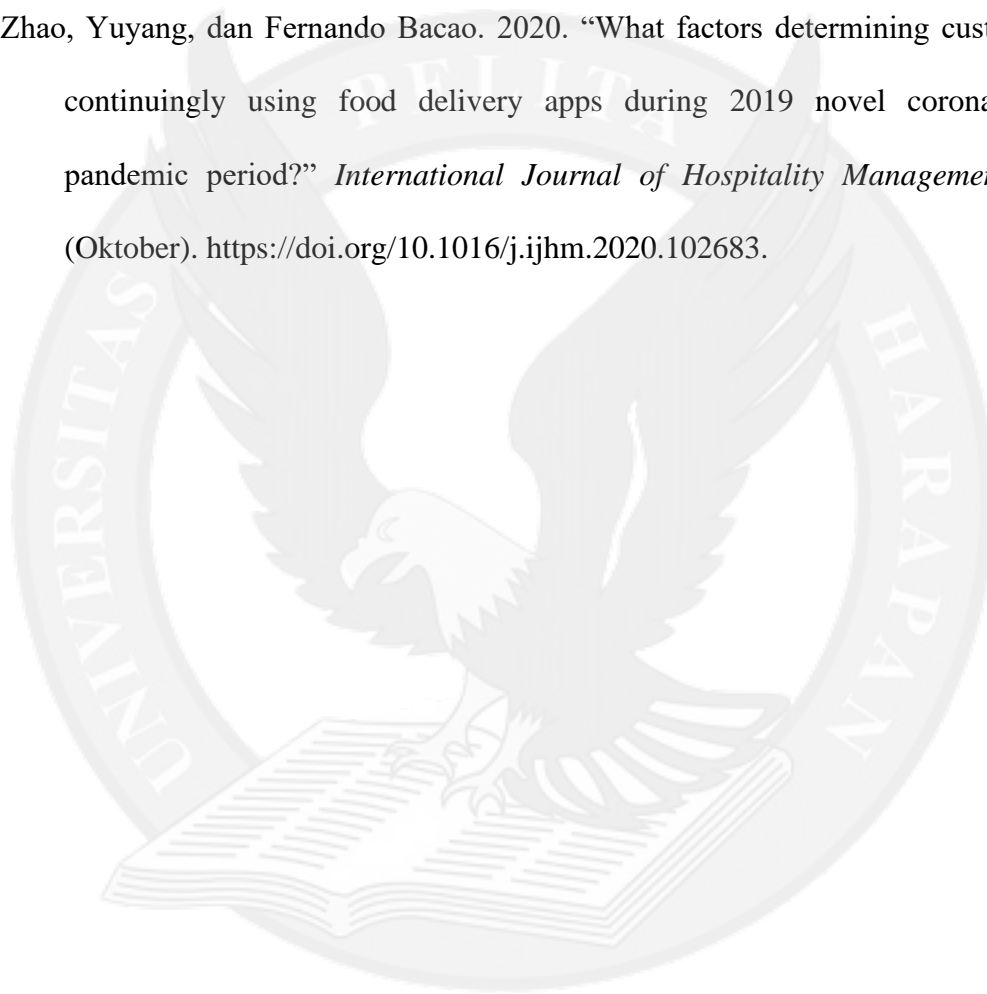 Zhao, Yuyang, dan Fernando Bacao. 2020. “What factors determining cust
continuingly using food delivery apps during 2019 novel corona
pandemic period?” International Journal of Hospitality Managemen
(Oktober). https://doi.org/10.1016/j.ijhm.2020.102683.
UNIVERSITAS PELITA HARAPAN